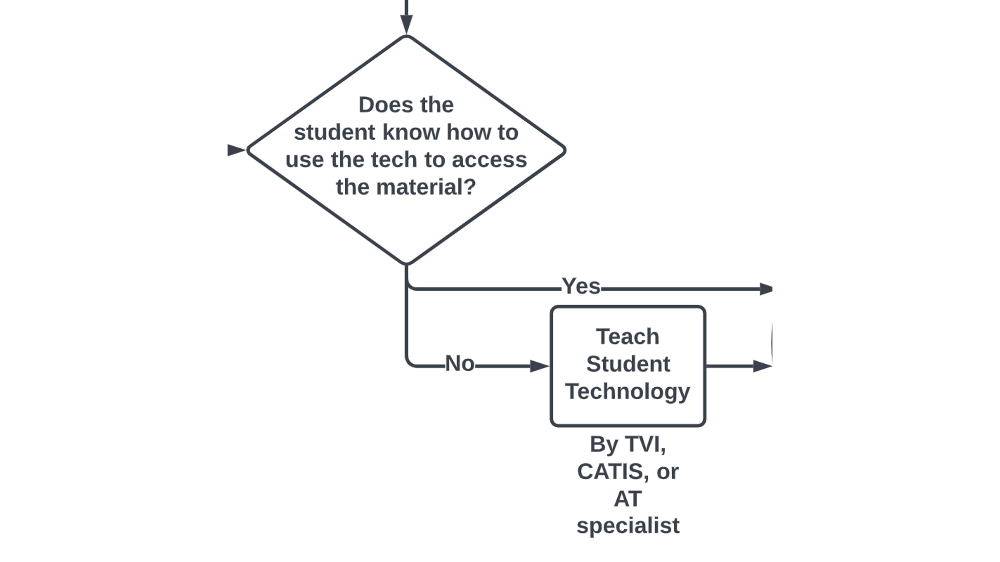 Does the
student know how to
use the tech to access
the material?
Yes
No
Teach
Student
Technology
By TVI,
CATIS, or
AT
specialist